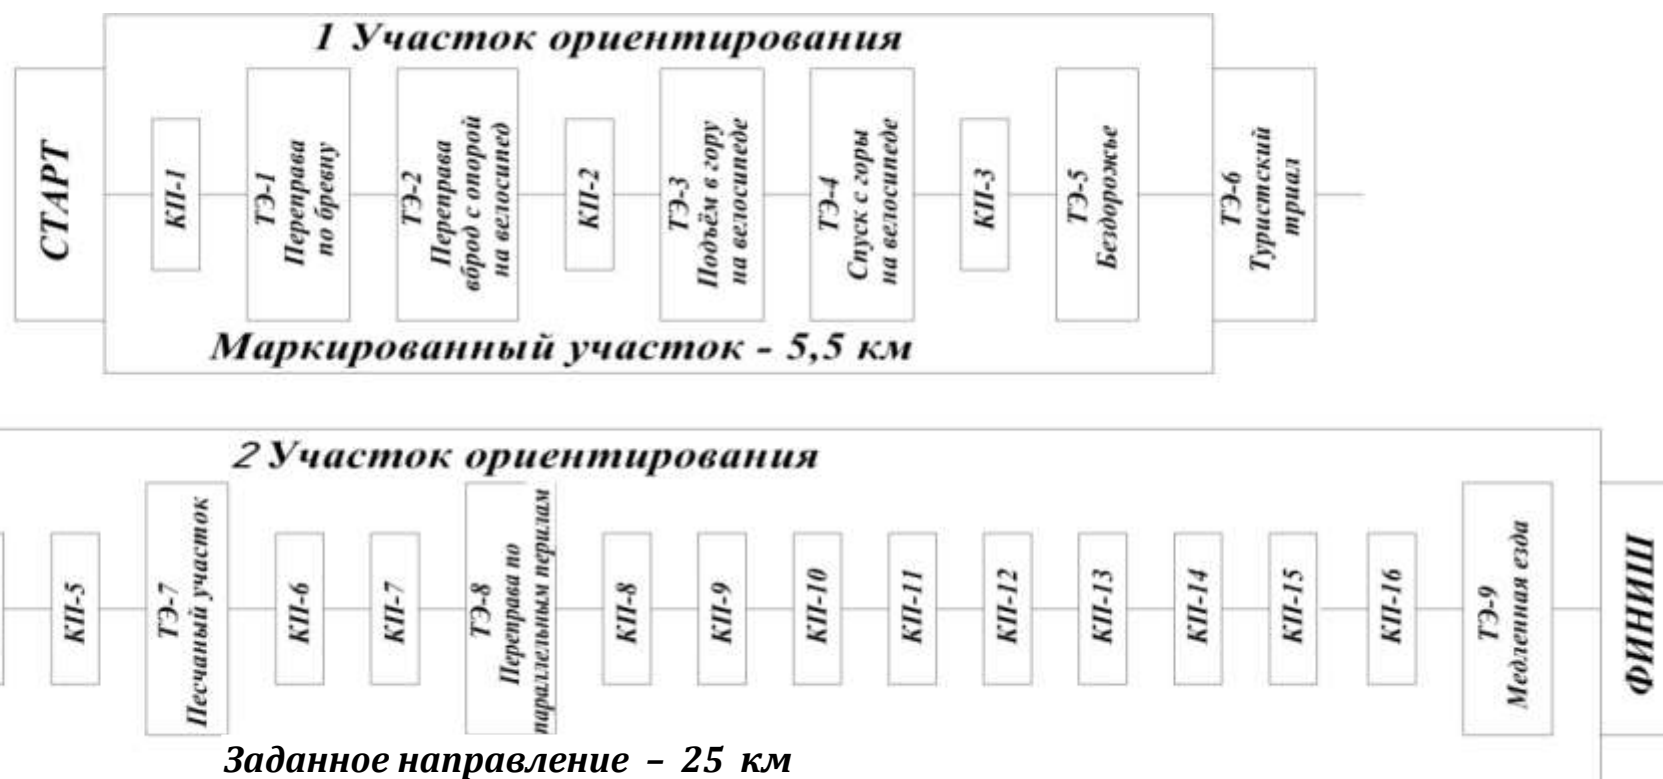 1 Участок ориентирования
СТАРТ
КП-1
ТЭ-1
Переправа
по бревну
ТЭ-2
Переправа
вброд с опорой
на велосипед
КП-2
ТЭ-3
Подъём в гору
на велосипеде
ТЭ-4
Спуск с горы
на велосипеде
КП-3
ТЭ-5
Бездорожье
ТЭ-6
Туристский
триал
Маркированный участок - 5,5 км
2 Участок ориентирования
КП-5
ТЭ-7
Песчаный участок
КП-6
КП-7
ТЭ-8
Переправа по
параллельным перилам
КП-8
КП-9
КП-10
КП-11
КП-12
КП-13
КП-14
КП-15
КП-16
ТЭ-9
Медленная езда
ФИНИШ
Заданное направление – 25 км